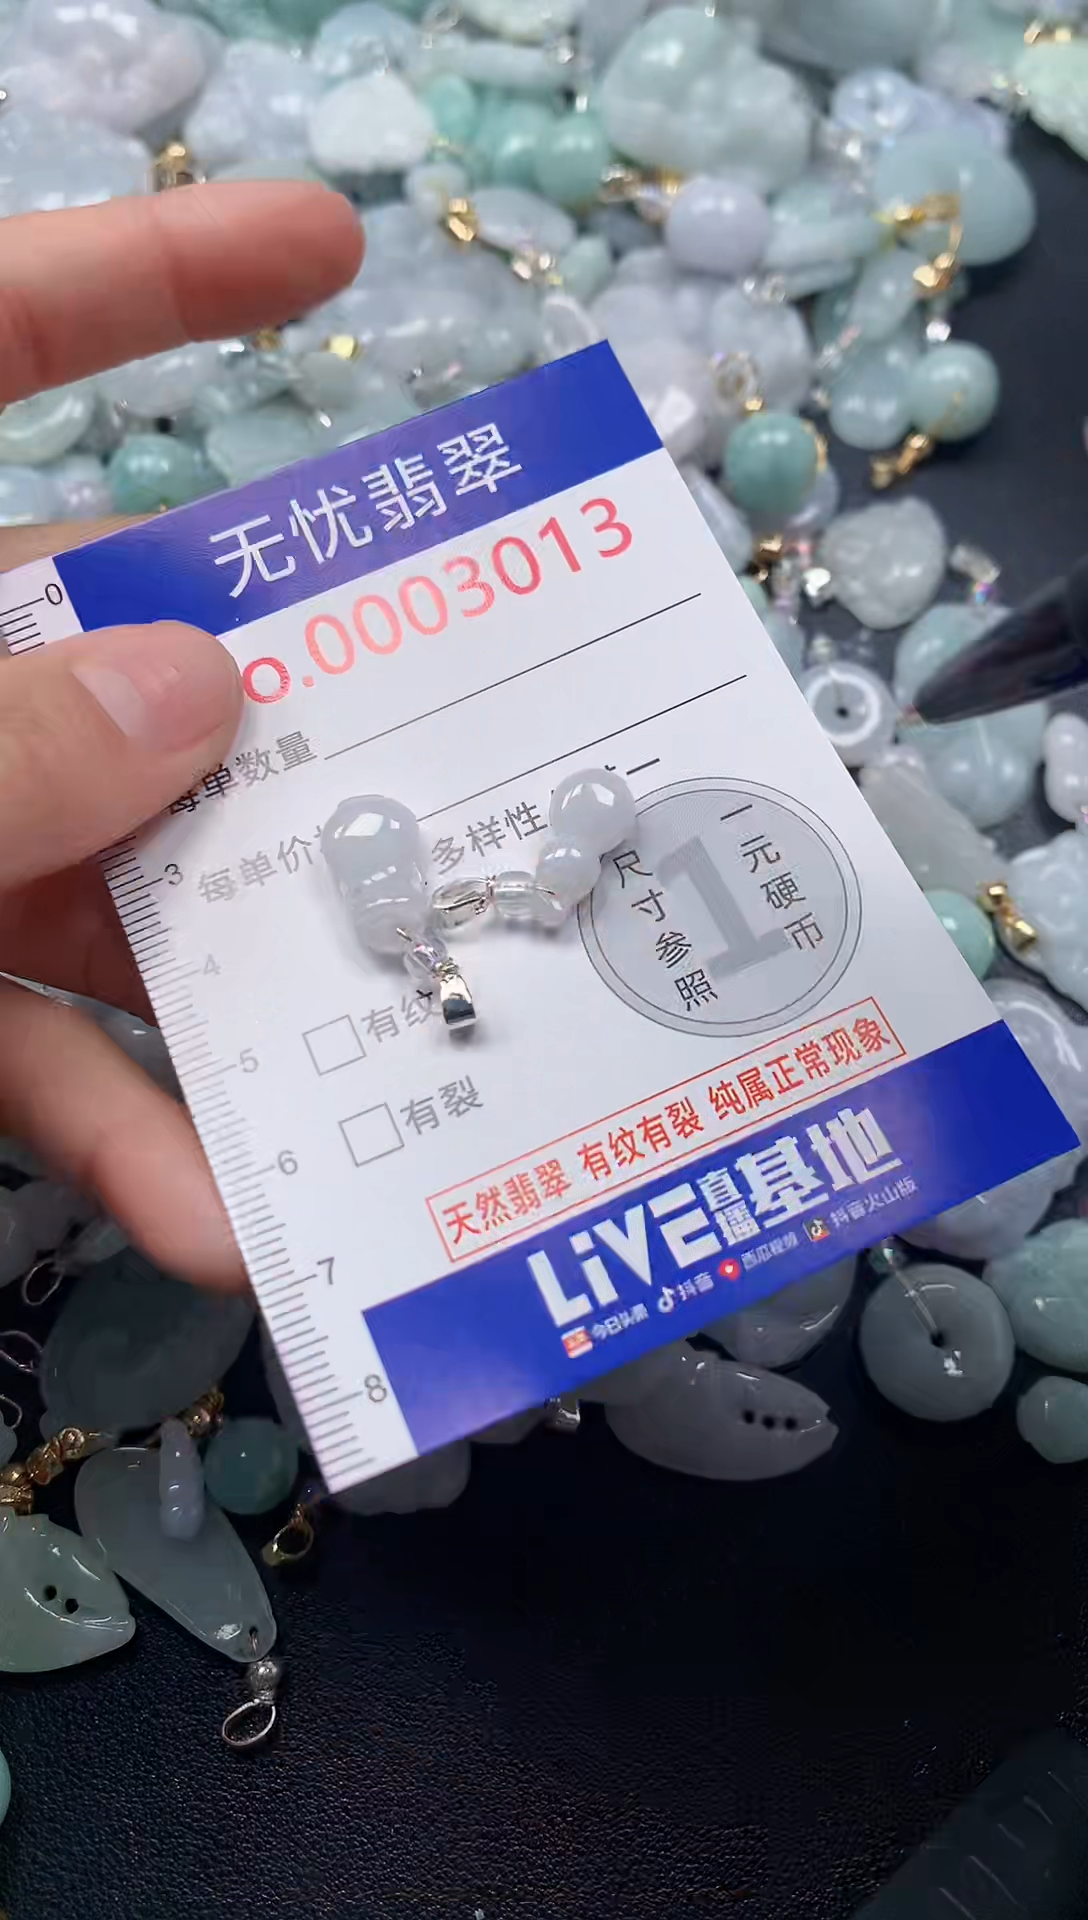 无忧翡翠
o.0003013
0
每单数量
每单价
多样性
一
3
4
5
6
7
8
有纹
有裂
一元硬币
1
尺寸参照
天然翡翠 有纹有裂 纯属正常现象
LiVE直播基地
今日头条 抖音 西瓜视频 抖音火山版